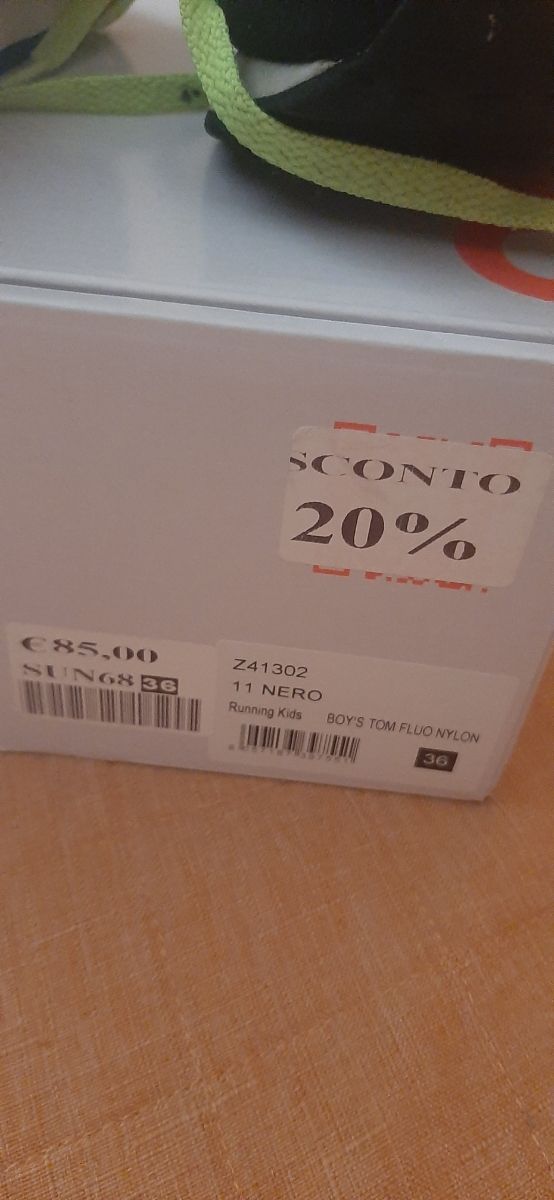 SCONTO
20%
€85,00
SUN68 36
Z41302
11 NERO
Running Kids BOY'S TOM FLUO NYLON
36